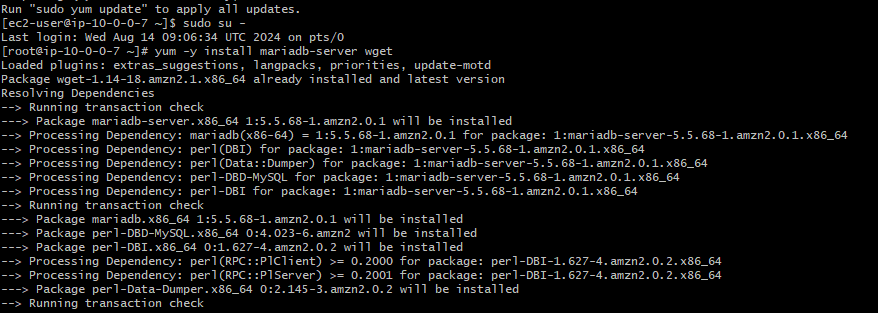 Run "sudo yum update" to apply all updates.
[ec2-user@ip-10-0-0-7 ~]$ sudo su -
Last login: Wed Aug 14 09:06:34 UTC 2024 on pts/0
[root@ip-10-0-0-7 ~]# yum -y install mariadb-server wget
Loaded plugins: extras_suggestions, langpacks, priorities, update-motd
Package wget-1.14-18.amzn2.1.x86_64 already installed and latest version
Resolving Dependencies
--> Running transaction check
---> Package mariadb-server.x86_64 1:5.5.68-1.amzn2.0.1 will be installed
--> Processing Dependency: mariadb(x86-64) = 1:5.5.68-1.amzn2.0.1 for package: 1:mariadb-server-5.5.68-1.amzn2.0.1.x86_64
--> Processing Dependency: perl(DBI) for package: 1:mariadb-server-5.5.68-1.amzn2.0.1.x86_64
--> Processing Dependency: perl(Data::Dumper) for package: 1:mariadb-server-5.5.68-1.amzn2.0.1.x86_64
--> Processing Dependency: perl-DBD-MySQL for package: 1:mariadb-server-5.5.68-1.amzn2.0.1.x86_64
--> Processing Dependency: perl-DBI for package: 1:mariadb-server-5.5.68-1.amzn2.0.1.x86_64
--> Running transaction check
---> Package mariadb.x86_64 1:5.5.68-1.amzn2.0.1 will be installed
---> Package perl-DBD-MySQL.x86_64 0:4.023-6.amzn2 will be installed
---> Package perl-DBI.x86_64 0:1.627-4.amzn2.0.2 will be installed
--> Processing Dependency: perl(RPC::PlClient) >= 0.2000 for package: perl-DBI-1.627-4.amzn2.0.2.x86_64
--> Processing Dependency: perl(RPC::PlServer) >= 0.2001 for package: perl-DBI-1.627-4.amzn2.0.2.x86_64
---> Package perl-Data-Dumper.x86_64 0:2.145-3.amzn2.0.2 will be installed
--> Running transaction check